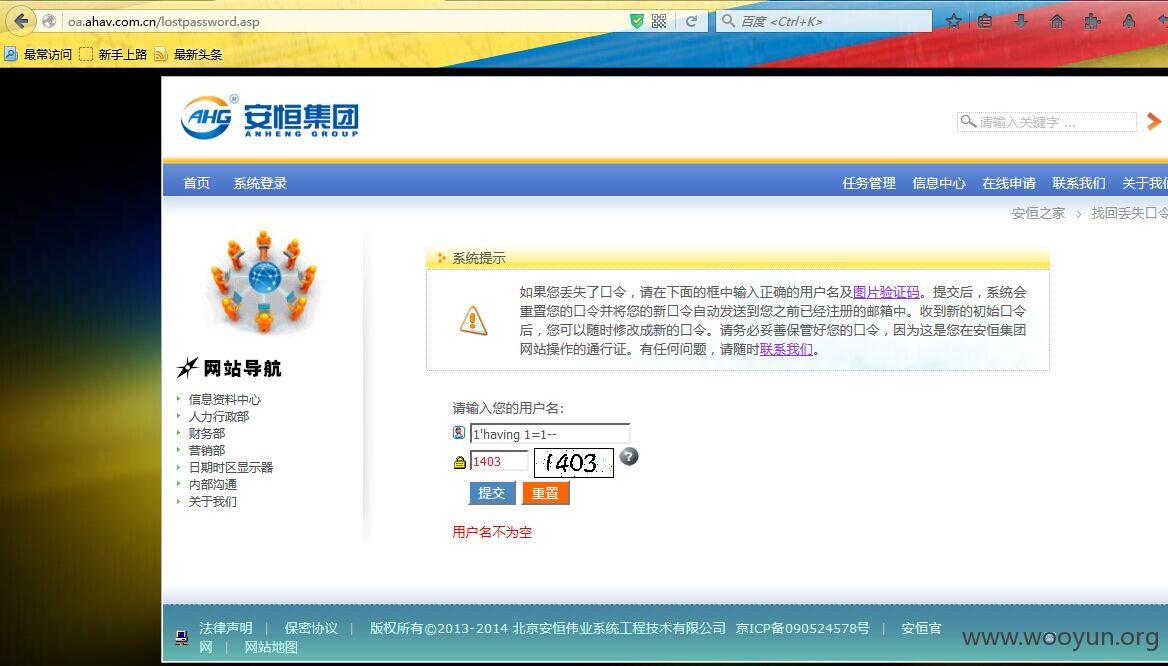 oa.ahav.com.cn/lostpassword.asp
百度 <Ctrl+K>
最常访问 新手上路 最新头条
AHG® 安恒集团
ANHENG GROUP
请输入关键字 ...
首页 系统登录 任务管理 信息中心 在线申请 联系我们 关于我们
安恒之家 › 找回丢失口令
系统提示
如果您丢失了口令，请在下面的框中输入正确的用户名及图片验证码。提交后，系统会
重置您的口令并将您的新口令自动发送到您之前已经注册的邮箱中。收到新的初始口令
后，您可以随时修改成新的口令。请务必妥善保管好您的口令，因为这是您在安恒集团
网站操作的通行证。有任何问题，请随时联系我们。
网站导航
信息资料中心
人力行政部
财务部
营销部
日期时区显示器
内部沟通
关于我们
请输入您的用户名:
1'having 1=1--
1403 1403 ?
提交 重置
用户名不为空
法律声明 | 保密协议 | 版权所有©2013-2014 北京安恒伟业系统工程技术有限公司 京ICP备090524578号 | 安恒官
网 | 网站地图
www.wooyun.org